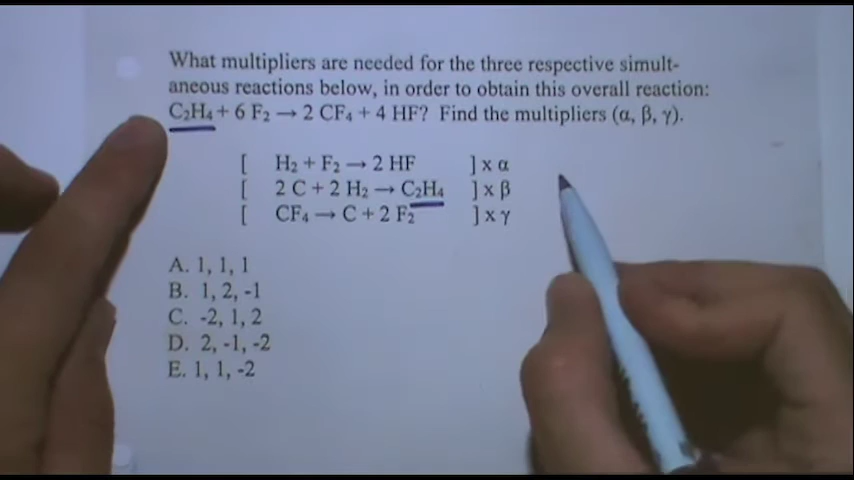 What multipliers are needed for the three respective simult-
aneous reactions below, in order to obtain this overall reaction:
C₂H₄ + 6 F₂ → 2 CF₄ + 4 HF? Find the multipliers (α, β, γ).
[ H₂ + F₂ → 2 HF ] x α
[ 2 C + 2 H₂ → C₂H₄ ] x β
[ CF₄ → C + 2 F₂ ] x γ
A. 1, 1, 1
B. 1, 2, -1
C. -2, 1, 2
D. 2, -1, -2
E. 1, 1, -2